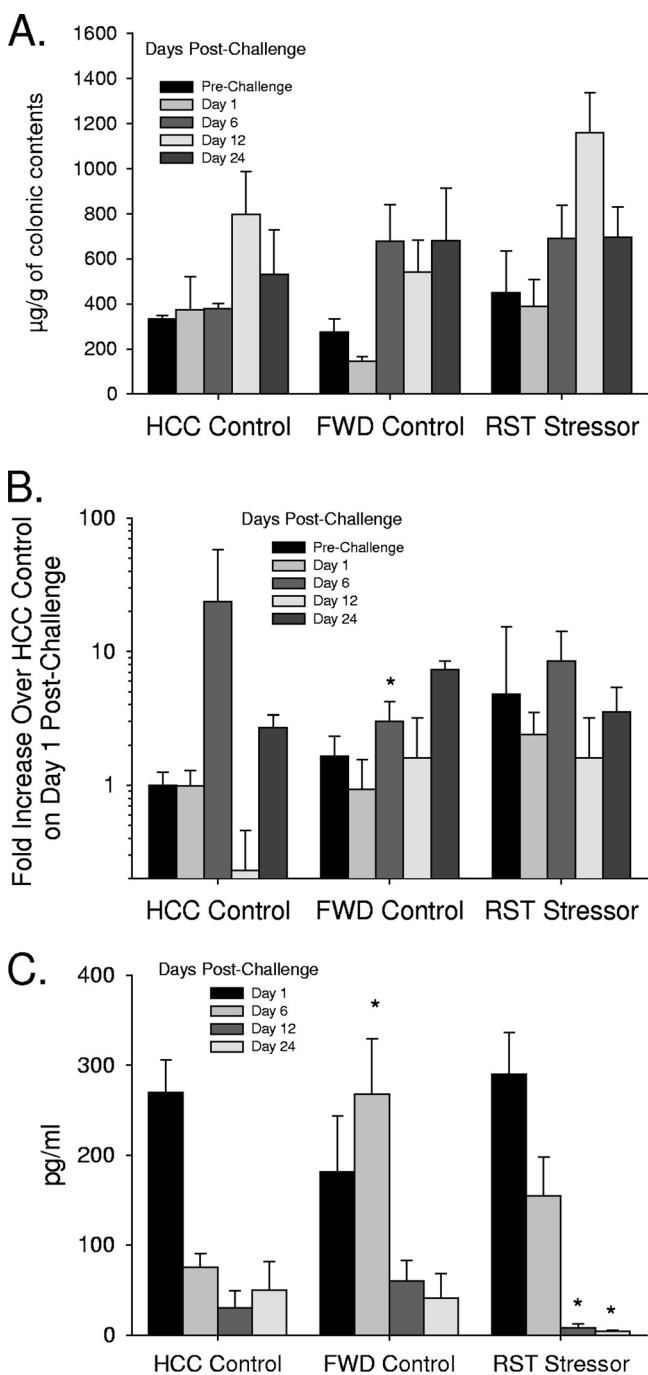 A.
Days Post-Challenge
Pre-Challenge
Day 1
Day 6
Day 12
Day 24
µg/g of colonic contents
1600
1400
1200
1000
800
600
400
200
0
HCC Control FWD Control RST Stressor
B.
Days Post-Challenge
Pre-Challenge
Day 1
Day 6
Day 12
Day 24
Fold Increase Over HCC Control
on Day 1 Post-Challenge
100
10
1
*
HCC Control FWD Control RST Stressor
C.
Days Post-Challenge
Day 1
Day 6
Day 12
Day 24
pg/ml
400
300
200
100
0
*
* *
HCC Control FWD Control RST Stressor